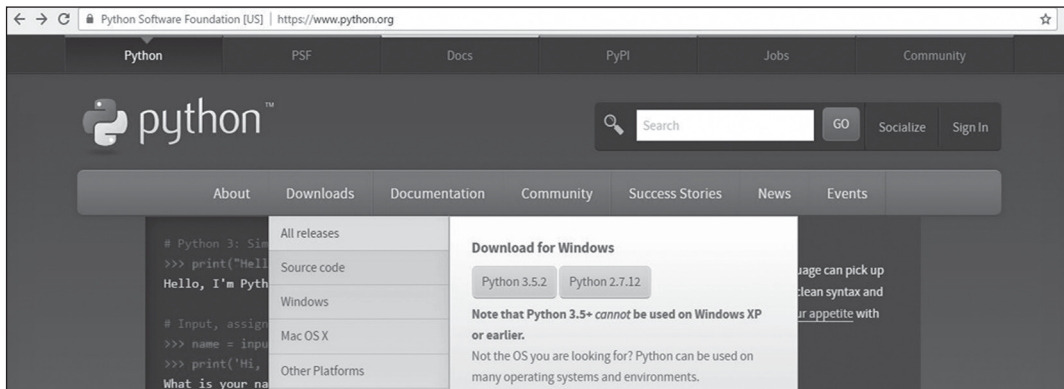 Python Software Foundation [US] | https://www.python.org
Python PSF Docs PyPI Jobs Community
python™
Search GO Socialize Sign In
About Downloads Documentation Community Success Stories News Events
# Python 3: Sim
>>> print("Hell
Hello, I'm Pyth
# Input, assign
>>> name = inpu
>>> print('Hi,
What is your na
All releases
Source code
Windows
Mac OS X
Other Platforms
Download for Windows
Python 3.5.2 Python 2.7.12
Note that Python 3.5+ cannot be used on Windows XP
or earlier.
Not the OS you are looking for? Python can be used on
many operating systems and environments.
uage can pick up
clean syntax and
ur appetite with